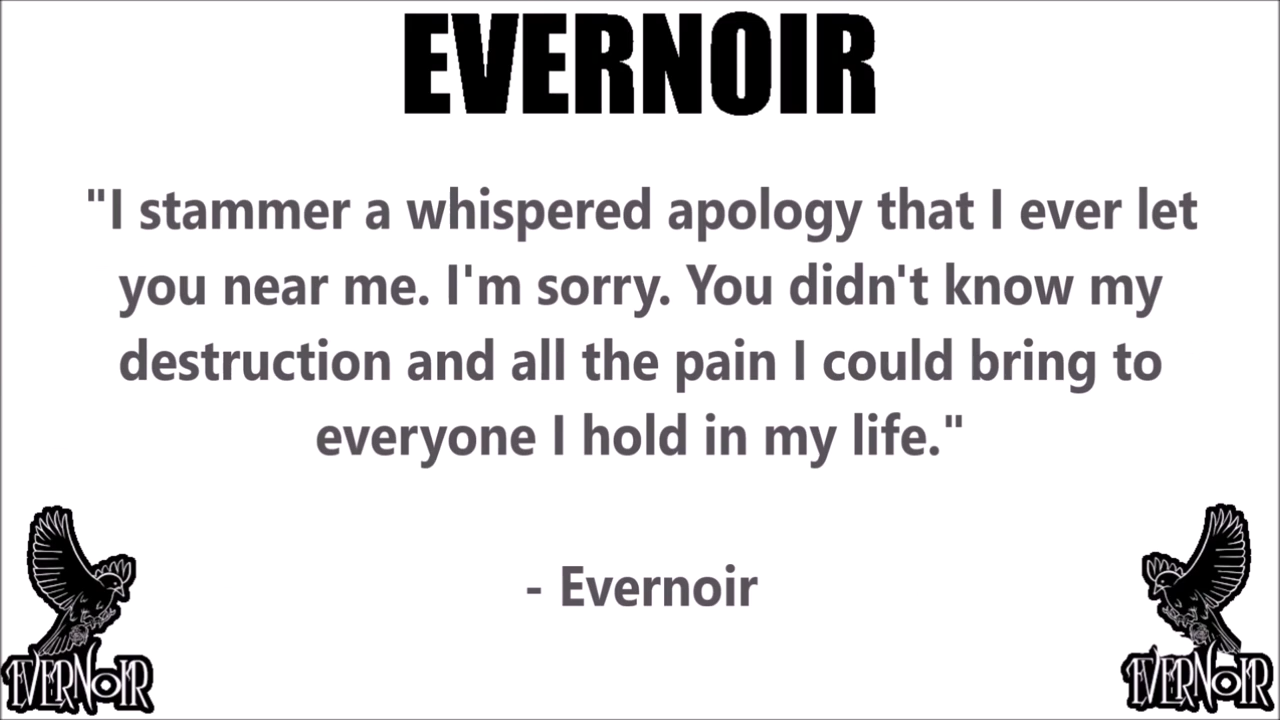 EVERNOIR
"I stammer a whispered apology that I ever let
you near me. I'm sorry. You didn't know my
destruction and all the pain I could bring to
everyone I hold in my life."
- Evernoir
EVERNOIR
EVERNOIR